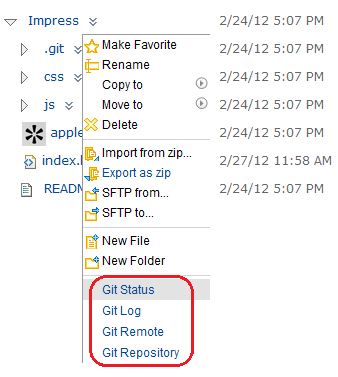 Impress 2/24/12 5:07 PM
.git 2/24/12 5:07 PM
Make Favorite
Rename
css 2/24/12 5:07 PM
Copy to
js 2/24/12 5:07 PM
Move to
Delete
apple 2/24/12 5:07 PM
Import from zip...
index. 2/27/12 11:58 AM
Export as zip
READM 2/24/12 5:07 PM
SFTP from...
SFTP to...
New File
New Folder
Git Status
Git Log
Git Remote
Git Repository